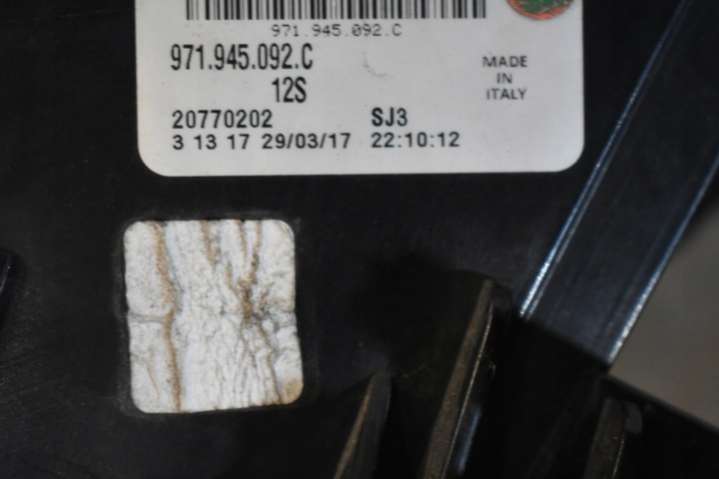 971.945.092.C
971.945.092.C
12S
MADE
IN
ITALY
20770202 SJ3
3 13 17 29/03/17 22:10:12